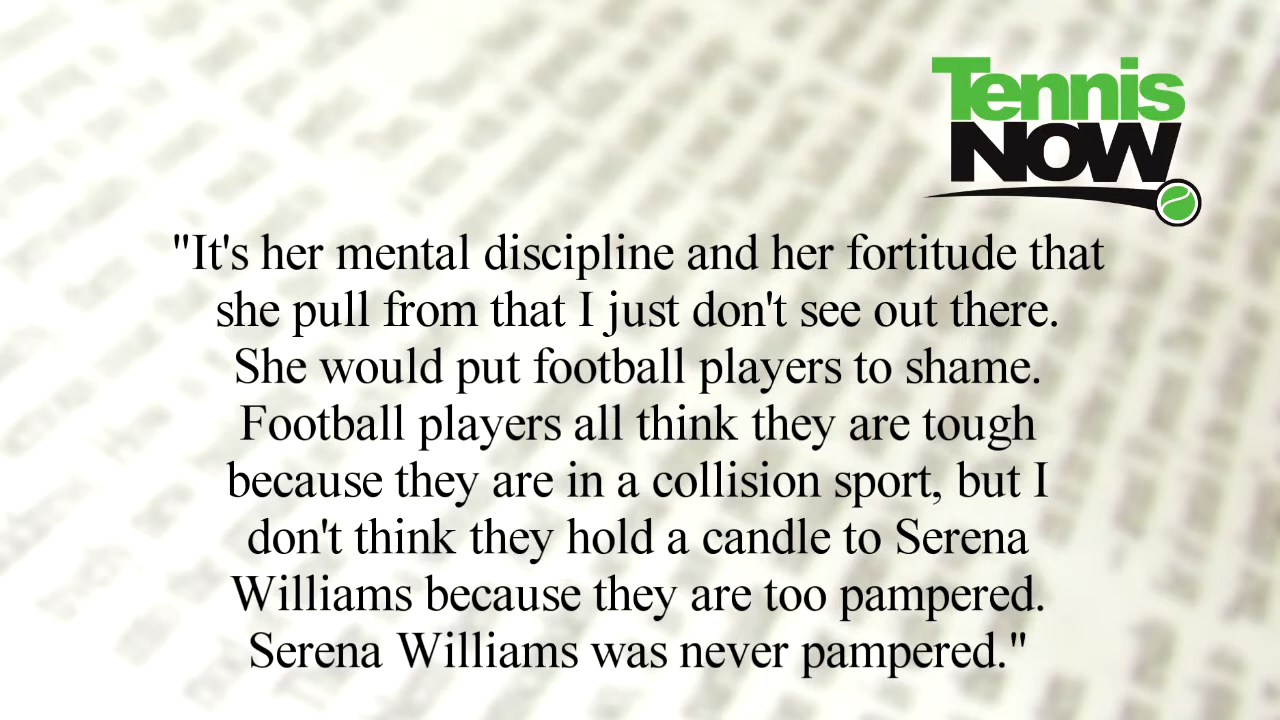 Tennis
NOW
"It's her mental discipline and her fortitude that
she pull from that I just don't see out there.
She would put football players to shame.
Football players all think they are tough
because they are in a collision sport, but I
don't think they hold a candle to Serena
Williams because they are too pampered.
Serena Williams was never pampered."